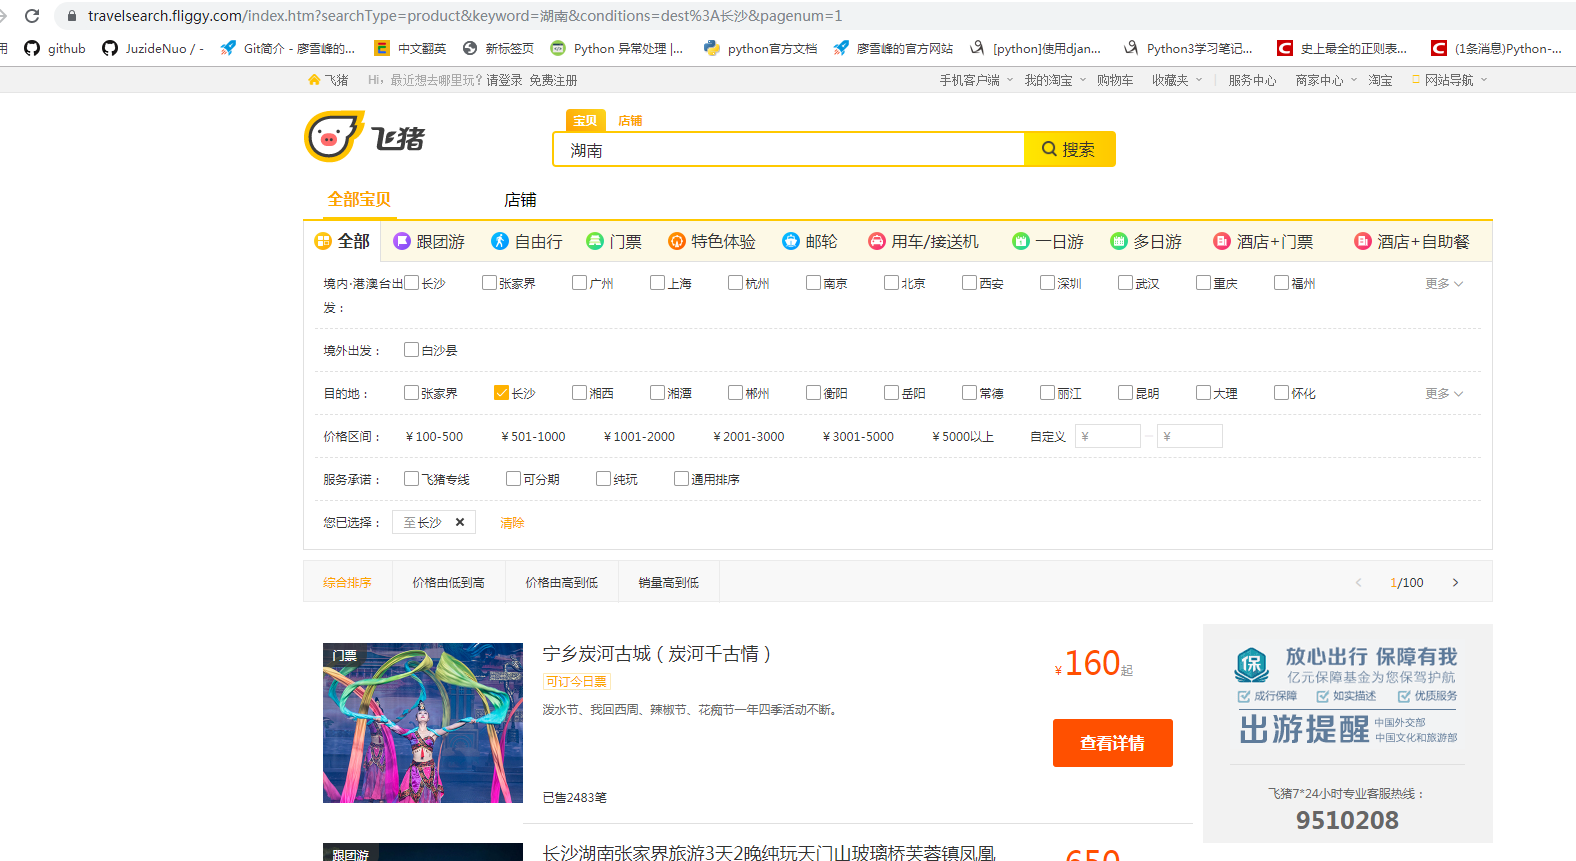 travelsearch.fliggy.com/index.htm?searchType=product&keyword=湖南&conditions=dest%3A长沙&pagenum=1
用 github JuzideNuo / - Git简介 - 廖雪峰的... 中文翻英 新标签页 Python 异常处理 |... python官方文档 廖雪峰的官方网站 [python]使用djan... Python3学习笔记... 史上最全的正则表... (1条消息)Python-...
飞猪 Hi，最近想去哪里玩? 请登录 免费注册 手机客户端 我的淘宝 购物车 收藏夹 服务中心 商家中心 淘宝 网站导航
宝贝 店铺
飞猪 湖南 搜索
全部宝贝 店铺
全部 跟团游 自由行 门票 特色体验 邮轮 用车/接送机 一日游 多日游 酒店+门票 酒店+自助餐
境内·港澳台出 长沙 张家界 广州 上海 杭州 南京 北京 西安 深圳 武汉 重庆 福州 更多
发：
境外出发： 白沙县
目的地： 张家界 长沙 湘西 湘潭 郴州 衡阳 岳阳 常德 丽江 昆明 大理 怀化 更多
价格区间： ¥100-500 ¥501-1000 ¥1001-2000 ¥2001-3000 ¥3001-5000 ¥5000以上 自定义 ¥ - ¥
服务承诺： 飞猪专线 可分期 纯玩 通用排序
您已选择： 至长沙 × 清除
综合排序 价格由低到高 价格由高到低 销量高到低 1/100
门票
宁乡炭河古城（炭河千古情）
可订今日票
泼水节、我回西周、辣椒节、花痴节一年四季活动不断。
已售2483笔
¥160起
查看详情
保 放心出行 保障有我
亿元保障基金为您保驾护航
成行保障 如实描述 优质服务
出游提醒 中国外交部
中国文化和旅游部
飞猪7*24小时专业客服热线：
9510208
跟团游
长沙湖南张家界旅游3天2晚纯玩天门山玻璃桥芙蓉镇凤凰
650